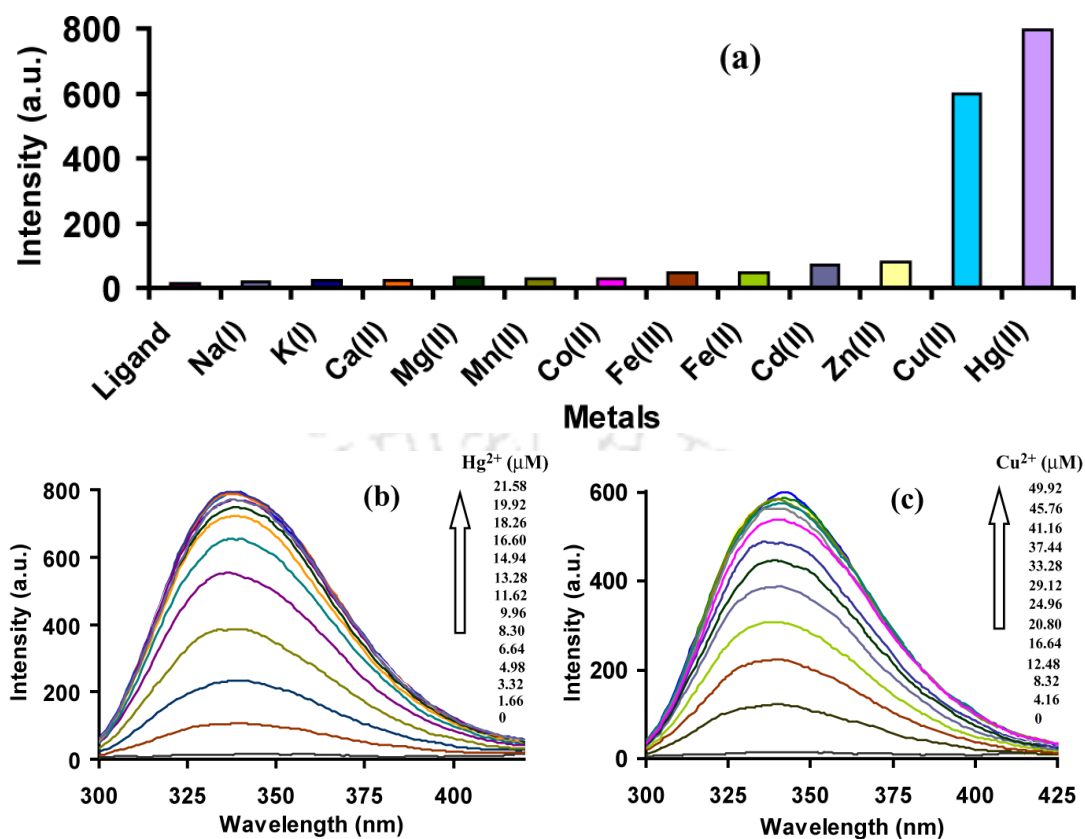 (a)
Intensity (a.u.)
800
600
400
200
0
Ligand
Na(I)
K(I)
Ca(II)
Mg(II)
Mn(II)
Co(II)
Fe(III)
Fe(II)
Cd(II)
Zn(II)
Cu(II)
Hg(II)
Metals
(b)
Hg²⁺ (μM)
21.58
19.92
18.26
16.60
14.94
13.28
11.62
9.96
8.30
6.64
4.98
3.32
1.66
0
Intensity (a.u.)
800
600
400
200
0
300
325
350
375
400
Wavelength (nm)
(c)
Cu²⁺ (μM)
49.92
45.76
41.16
37.44
33.28
29.12
24.96
20.80
16.64
12.48
8.32
4.16
0
Intensity (a.u.)
600
400
200
0
300
325
350
375
400
425
Wavelength (nm)